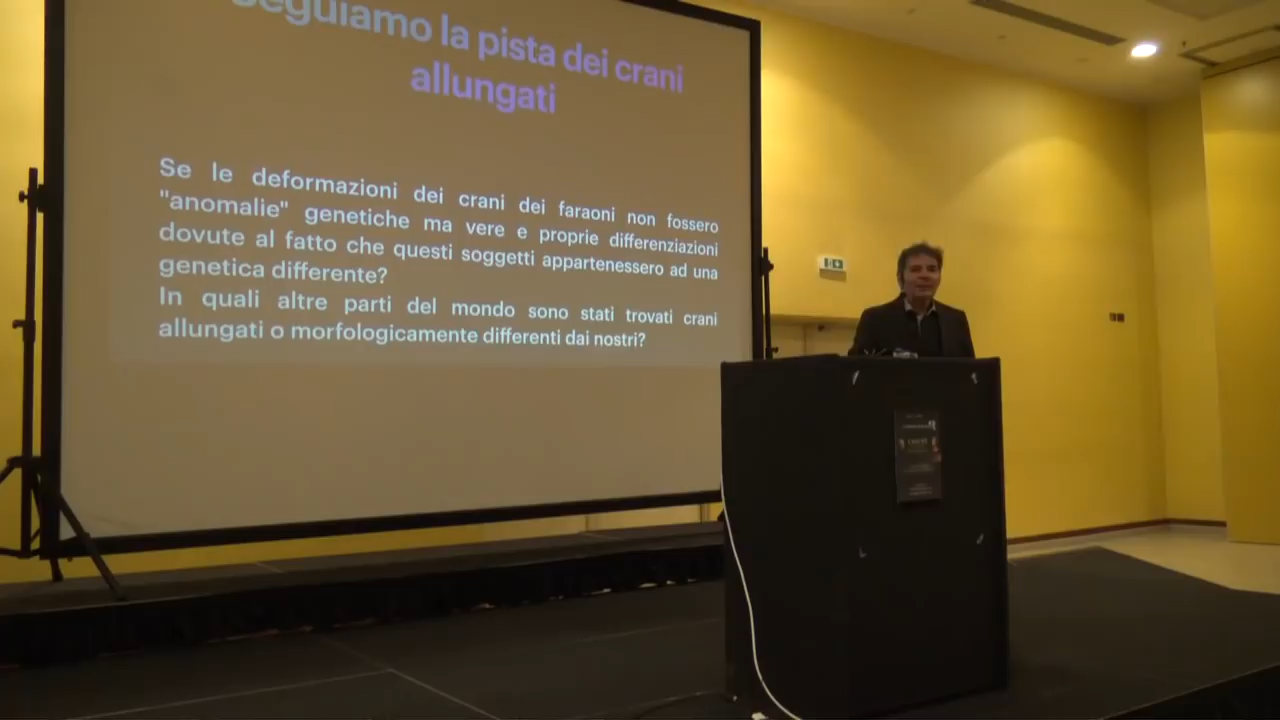 Seguiamo la pista dei crani
allungati
Se le deformazioni dei crani dei faraoni non fossero
"anomalie" genetiche ma vere e proprie differenziazioni
dovute al fatto che questi soggetti appartenessero ad una
genetica differente?
In quali altre parti del mondo sono stati trovati crani
allungati o morfologicamente differenti dai nostri?